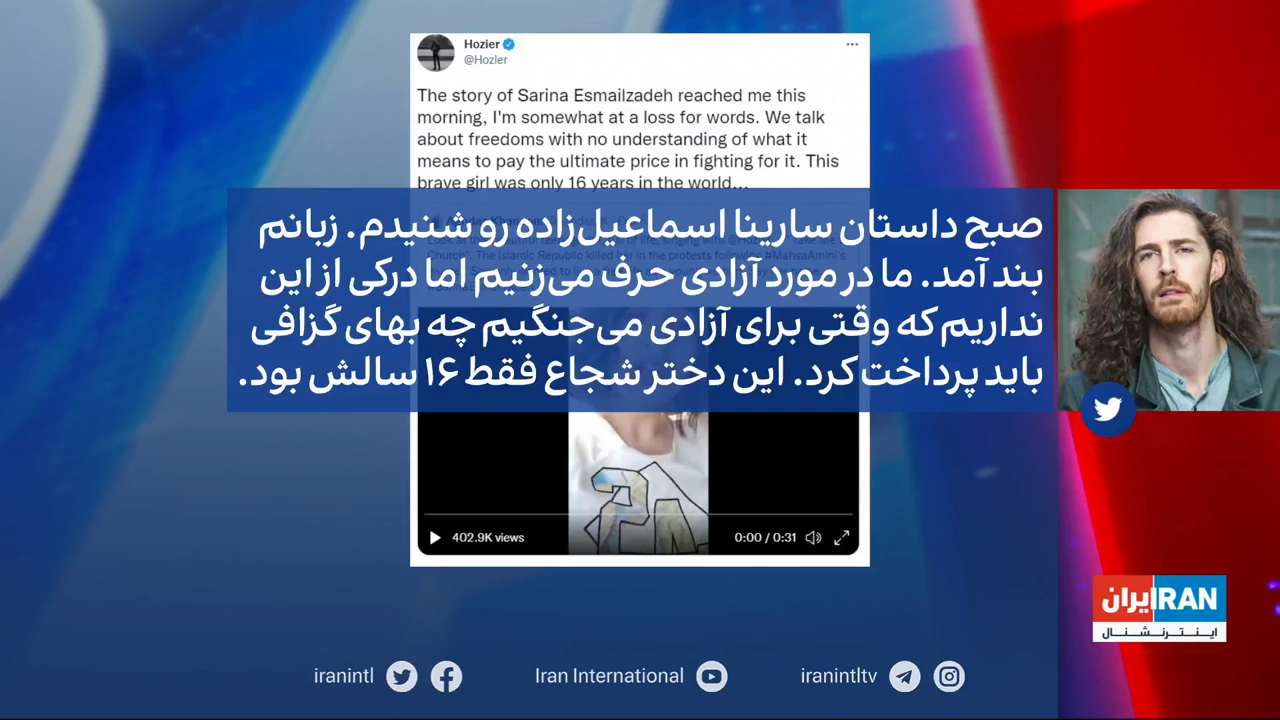 Hozier
@Hozier
The story of Sarina Esmailzadeh reached me this
morning, I'm somewhat at a loss for words. We talk
about freedoms with no understanding of what it
means to pay the ultimate price in fighting for it. This
brave girl was only 16 years in the world...
صبح داستان سارینا اسماعیل‌زاده رو شنیدم. زبانم
بند آمد. ما در مورد آزادی حرف می‌زنیم اما درکی از این
نداریم که وقتی برای آزادی می‌جنگیم چه بهای گزافی
باید پرداخت کرد. این دختر شجاع فقط ۱۶ سالش بود.
402.9K views
0:00 / 0:31
ایران IRAN
اینترنشنال
iranintl
Iran International
iranintltv